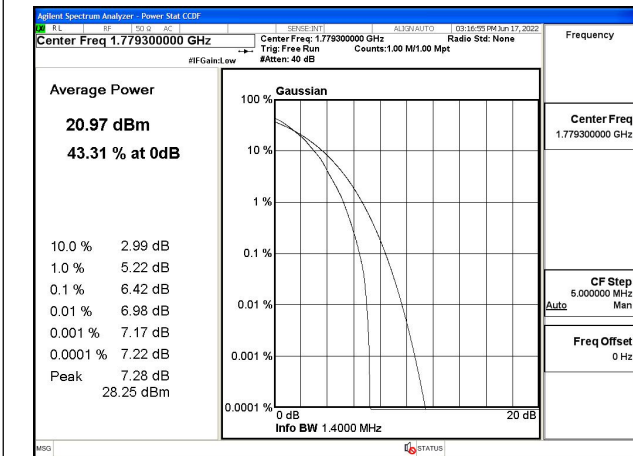 Agilent Spectrum Analyzer - Power Stat CCDF
RL RF 50 Ω AC SENSE:INT ALIGN AUTO 03:16:55 PM Jun 17, 2022
Center Freq 1.779300000 GHz
#IFGain:Low
Center Freq: 1.779300000 GHz Radio Std: None
Trig: Free Run Counts:1.00 M/1.00 Mpt
#Atten: 40 dB
Frequency
Average Power
20.97 dBm
43.31 % at 0dB
10.0 % 2.99 dB
1.0 % 5.22 dB
0.1 % 6.42 dB
0.01 % 6.98 dB
0.001 % 7.17 dB
0.0001 % 7.22 dB
Peak 7.28 dB
28.25 dBm
Gaussian
100 %
10 %
1 %
0.1 %
0.01 %
0.001 %
0.0001 %
0 dB 20 dB
Info BW 1.4000 MHz
Center Freq
1.779300000 GHz
CF Step
5.000000 MHz
Auto Man
Freq Offset
0 Hz
MSG STATUS